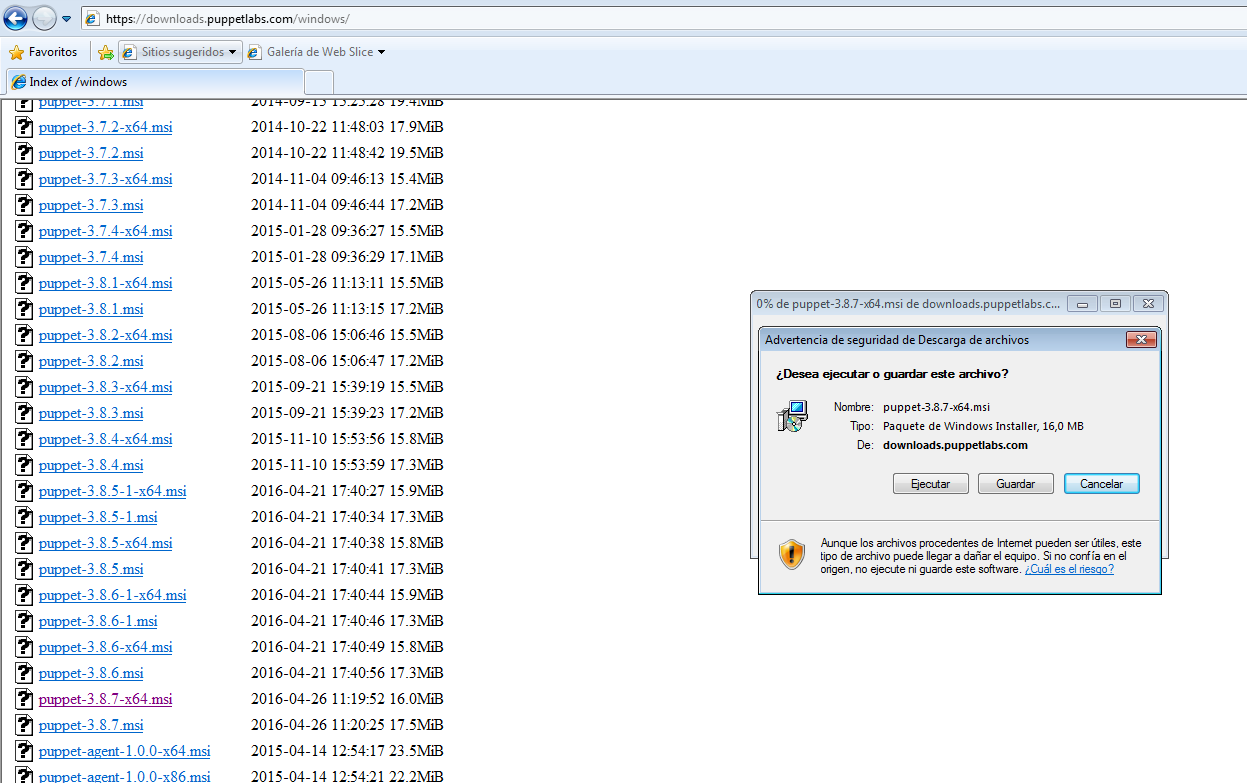 https://downloads.puppetlabs.com/windows/
Favoritos Sitios sugeridos Galería de Web Slice
Index of /windows
puppet-3.7.1.msi 2014-09-15 15:25:28 19.4MiB
puppet-3.7.2-x64.msi 2014-10-22 11:48:03 17.9MiB
puppet-3.7.2.msi 2014-10-22 11:48:42 19.5MiB
puppet-3.7.3-x64.msi 2014-11-04 09:46:13 15.4MiB
puppet-3.7.3.msi 2014-11-04 09:46:44 17.2MiB
puppet-3.7.4-x64.msi 2015-01-28 09:36:27 15.5MiB
puppet-3.7.4.msi 2015-01-28 09:36:29 17.1MiB
puppet-3.8.1-x64.msi 2015-05-26 11:13:11 15.5MiB
puppet-3.8.1.msi 2015-05-26 11:13:15 17.2MiB
puppet-3.8.2-x64.msi 2015-08-06 15:06:46 15.5MiB
puppet-3.8.2.msi 2015-08-06 15:06:47 17.2MiB
puppet-3.8.3-x64.msi 2015-09-21 15:39:19 15.5MiB
puppet-3.8.3.msi 2015-09-21 15:39:23 17.2MiB
puppet-3.8.4-x64.msi 2015-11-10 15:53:56 15.8MiB
puppet-3.8.4.msi 2015-11-10 15:53:59 17.3MiB
puppet-3.8.5-1-x64.msi 2016-04-21 17:40:27 15.9MiB
puppet-3.8.5-1.msi 2016-04-21 17:40:34 17.3MiB
puppet-3.8.5-x64.msi 2016-04-21 17:40:38 15.8MiB
puppet-3.8.5.msi 2016-04-21 17:40:41 17.3MiB
puppet-3.8.6-1-x64.msi 2016-04-21 17:40:44 15.9MiB
puppet-3.8.6-1.msi 2016-04-21 17:40:46 17.3MiB
puppet-3.8.6-x64.msi 2016-04-21 17:40:49 15.8MiB
puppet-3.8.6.msi 2016-04-21 17:40:56 17.3MiB
puppet-3.8.7-x64.msi 2016-04-26 11:19:52 16.0MiB
puppet-3.8.7.msi 2016-04-26 11:20:25 17.5MiB
puppet-agent-1.0.0-x64.msi 2015-04-14 12:54:17 23.5MiB
puppet-agent-1.0.0-x86.msi 2015-04-14 12:54:21 22.2MiB
0% de puppet-3.8.7-x64.msi de downloads.puppetlabs.c...
Advertencia de seguridad de Descarga de archivos
¿Desea ejecutar o guardar este archivo?
Nombre: puppet-3.8.7-x64.msi
Tipo: Paquete de Windows Installer, 16,0 MB
De: downloads.puppetlabs.com
Ejecutar Guardar Cancelar
Aunque los archivos procedentes de Internet pueden ser útiles, este
tipo de archivo puede llegar a dañar el equipo. Si no confía en el
origen, no ejecute ni guarde este software. ¿Cuál es el riesgo?